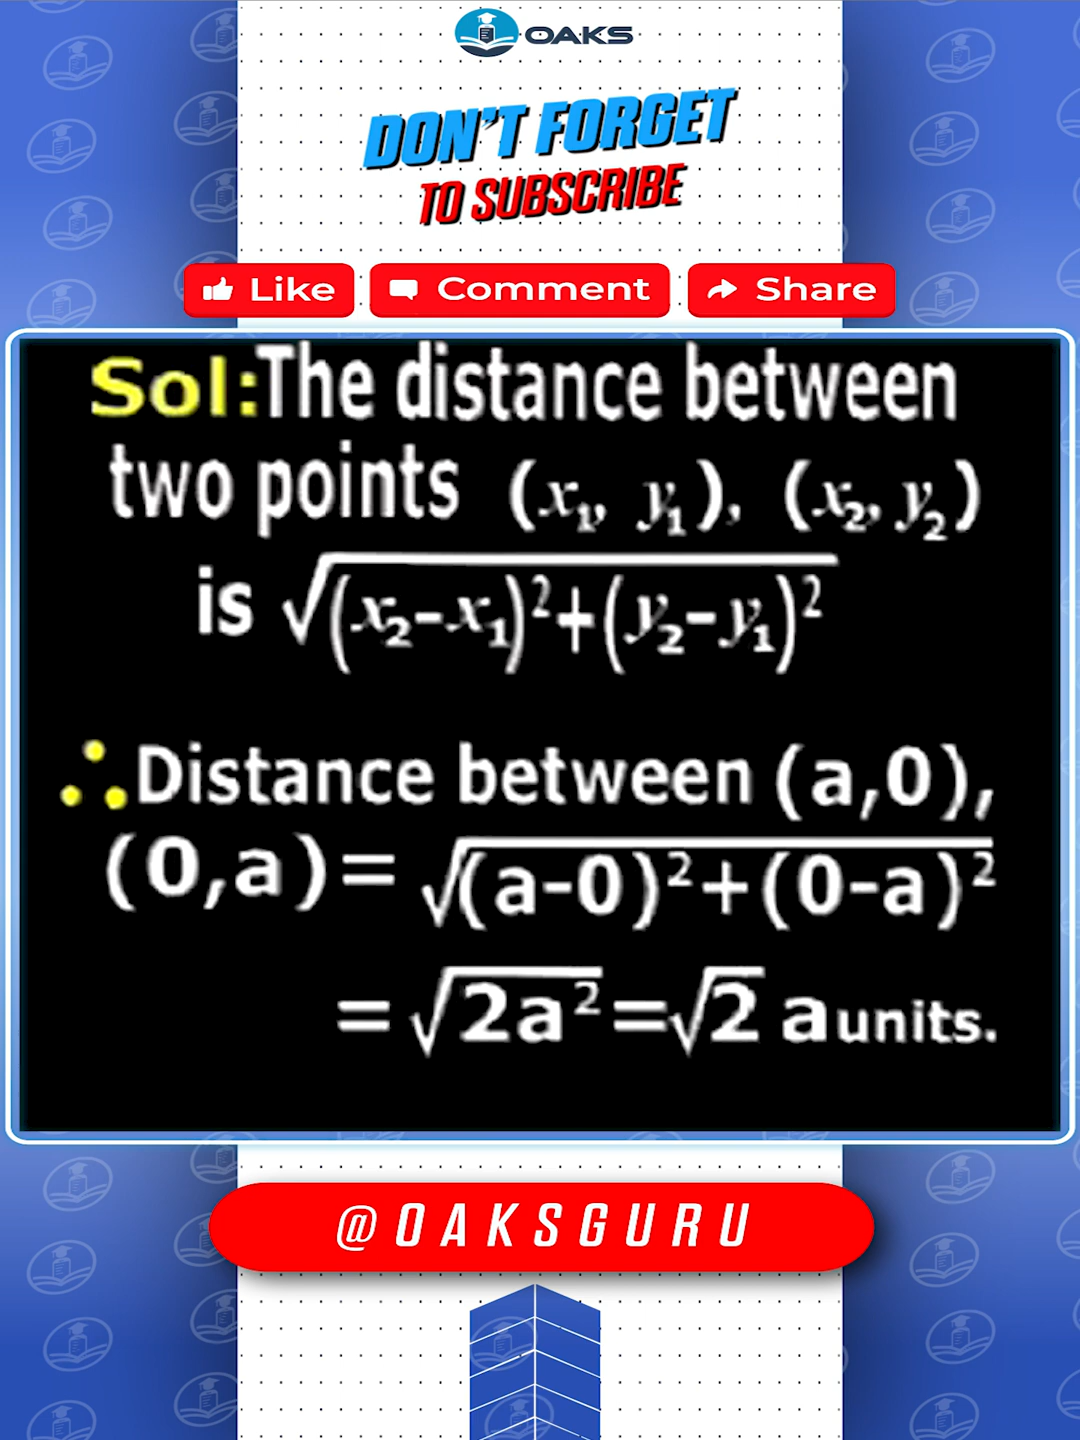 OAKS
DON'T FORGET
TO SUBSCRIBE
Like Comment Share
Sol:The distance between
two points (x₁, y₁), (x₂, y₂)
is √(x₂-x₁)²+(y₂-y₁)²
∴Distance between (a,0),
(0,a)= √(a-0)²+(0-a)²
=√2a²=√2 a units.
@OAKSGURU